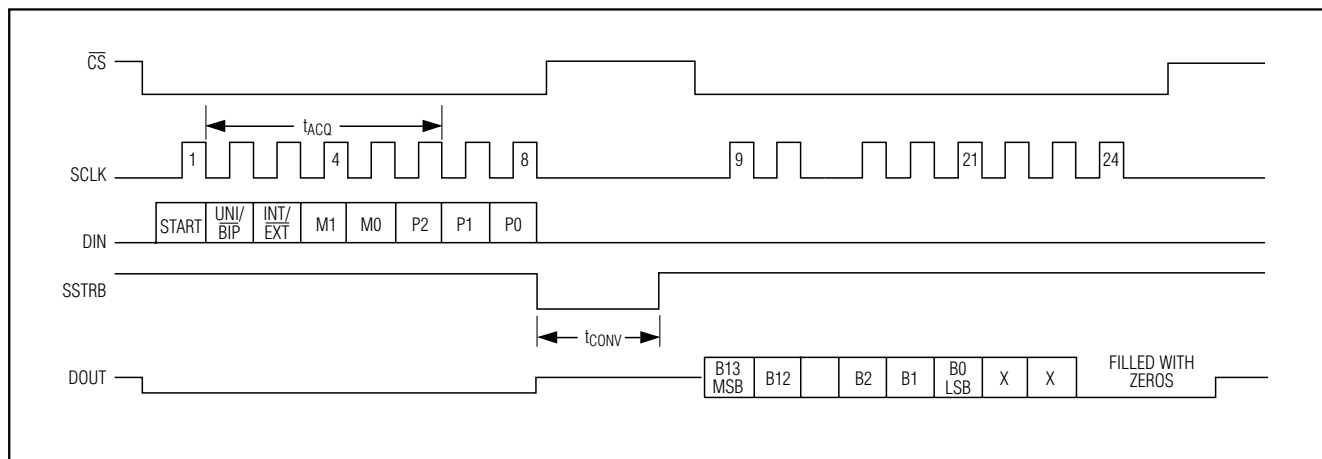 CS
tACQ
SCLK 1 4 8 9 21 24
DIN START UNI/ BIP INT/ EXT M1 M0 P2 P1 P0
SSTRB
tCONV
DOUT B13 MSB B12 B2 B1 B0 LSB X X FILLED WITH ZEROS